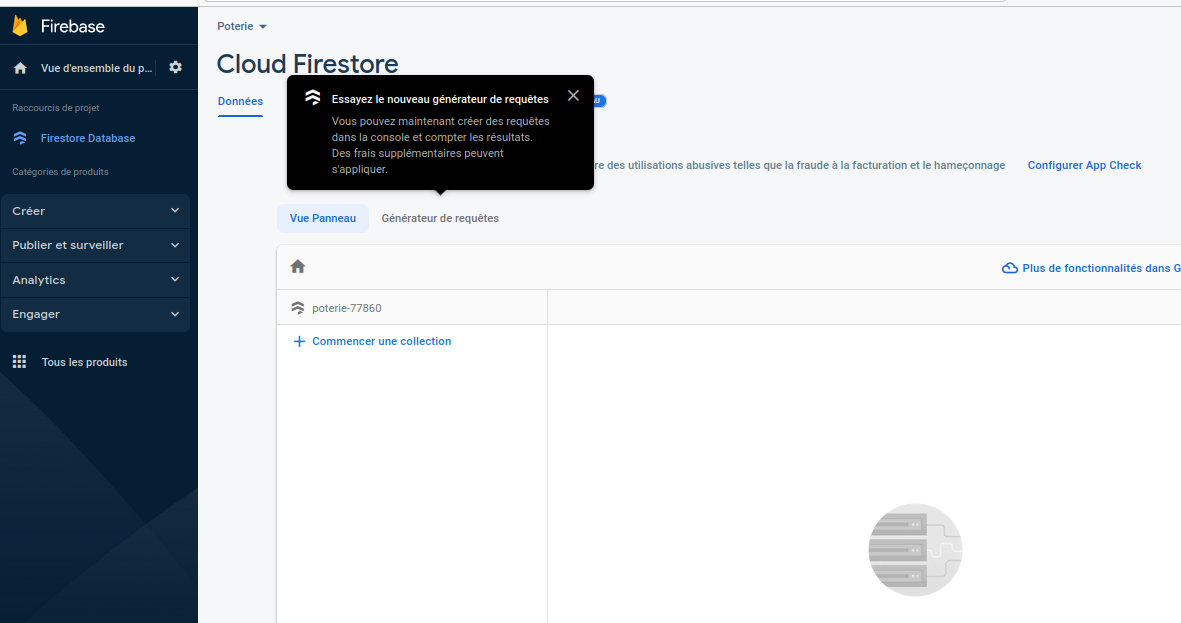 Firebase
Vue d'ensemble du p...
Raccourcis de projet
Firestore Database
Catégories de produits
Créer
Publier et surveiller
Analytics
Engager
Tous les produits
Poterie
Cloud Firestore
Données
Essayez le nouveau générateur de requêtes
Vous pouvez maintenant créer des requêtes
dans la console et compter les résultats.
Des frais supplémentaires peuvent
s'appliquer.
des utilisations abusives telles que la fraude à la facturation et le hameçonnage
Configurer App Check
Vue Panneau
Générateur de requêtes
Plus de fonctionnalités dans G
poterie-77860
Commencer une collection